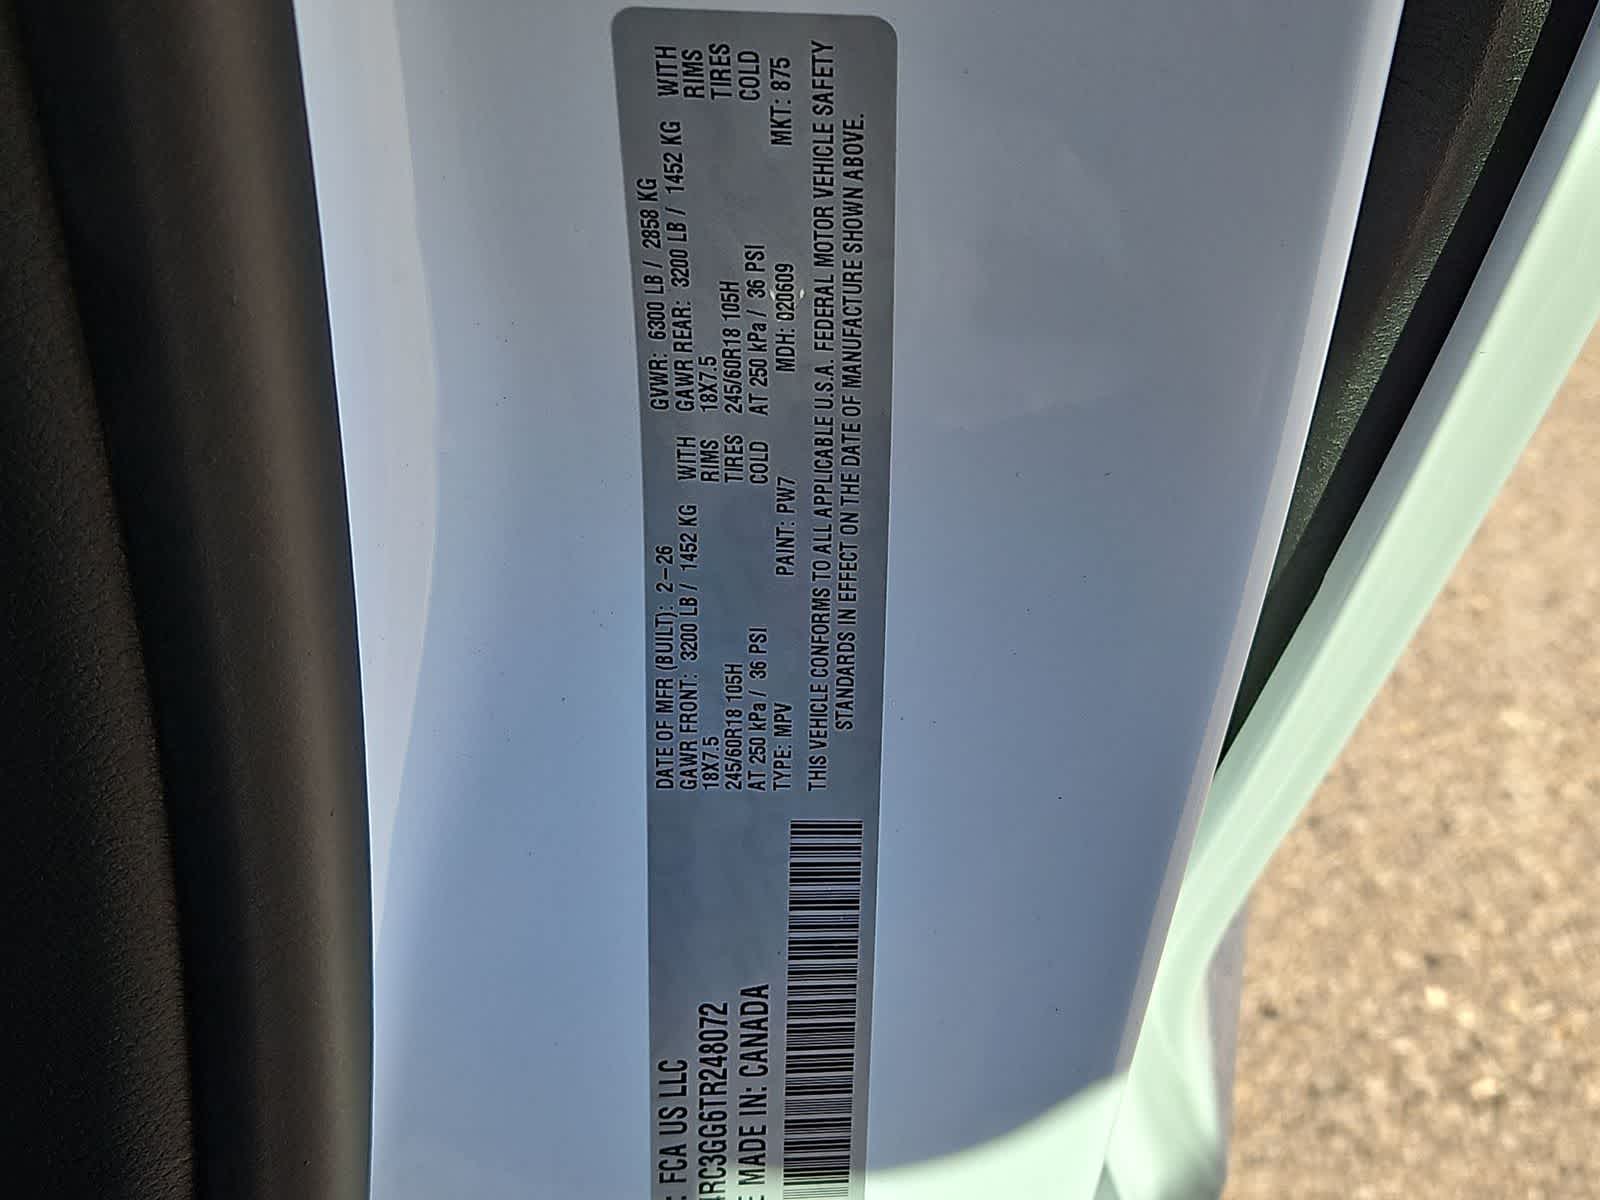 : FCA US LLC
RC3GG6TR248072
E MADE IN: CANADA
DATE OF MFR (BUILT): 2-26 GVWR: 6300 LB / 2858 KG
GAWR FRONT: 3200 LB / 1452 KG WITH GAWR REAR: 3200 LB / 1452 KG WITH
18X7.5 RIMS 18X7.5 RIMS
245/60R18 105H TIRES 245/60R18 105H TIRES
AT 250 kPa / 36 PSI COLD AT 250 kPa / 36 PSI COLD
TYPE: MPV PAINT: PW7 MDH: 020609 MKT: 875
THIS VEHICLE CONFORMS TO ALL APPLICABLE U.S.A. FEDERAL MOTOR VEHICLE SAFETY
STANDARDS IN EFFECT ON THE DATE OF MANUFACTURE SHOWN ABOVE.